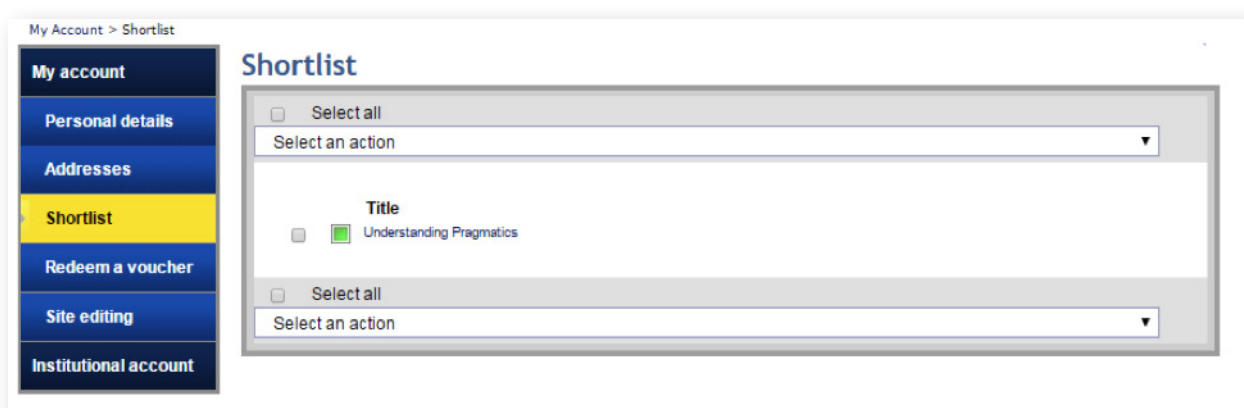 My Account > Shortlist
My account
Personal details
Addresses
Shortlist
Redeem a voucher
Site editing
Institutional account
Shortlist
Select all
Select an action
Title
Understanding Pragmatics
Select all
Select an action